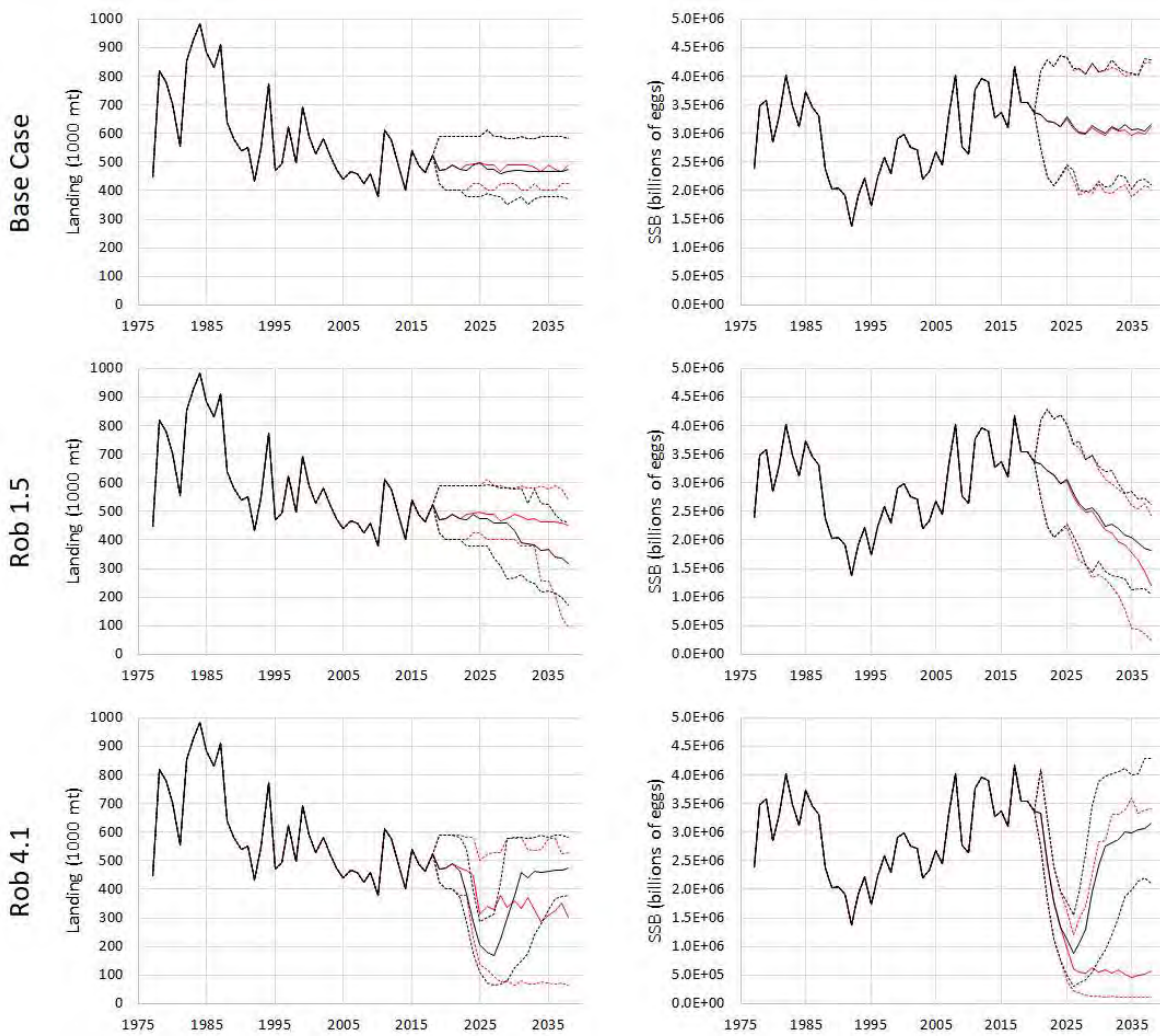 Base Case
Landing (1000 mt)
1000
900
800
700
600
500
400
300
200
100
0
1975 1985 1995 2005 2015 2025 2035
SSB (billions of eggs)
5.0E+06
4.5E+06
4.0E+06
3.5E+06
3.0E+06
2.5E+06
2.0E+06
1.5E+06
1.0E+06
5.0E+05
0.0E+00
1975 1985 1995 2005 2015 2025 2035
Rob 1.5
Landing (1000 mt)
1000
900
800
700
600
500
400
300
200
100
0
1975 1985 1995 2005 2015 2025 2035
SSB (billions of eggs)
5.0E+06
4.5E+06
4.0E+06
3.5E+06
3.0E+06
2.5E+06
2.0E+06
1.5E+06
1.0E+06
5.0E+05
0.0E+00
1975 1985 1995 2005 2015 2025 2035
Rob 4.1
Landing (1000 mt)
1000
900
800
700
600
500
400
300
200
100
0
1975 1985 1995 2005 2015 2025 2035
SSB (billions of eggs)
5.0E+06
4.5E+06
4.0E+06
3.5E+06
3.0E+06
2.5E+06
2.0E+06
1.5E+06
1.0E+06
5.0E+05
0.0E+00
1975 1985 1995 2005 2015 2025 2035